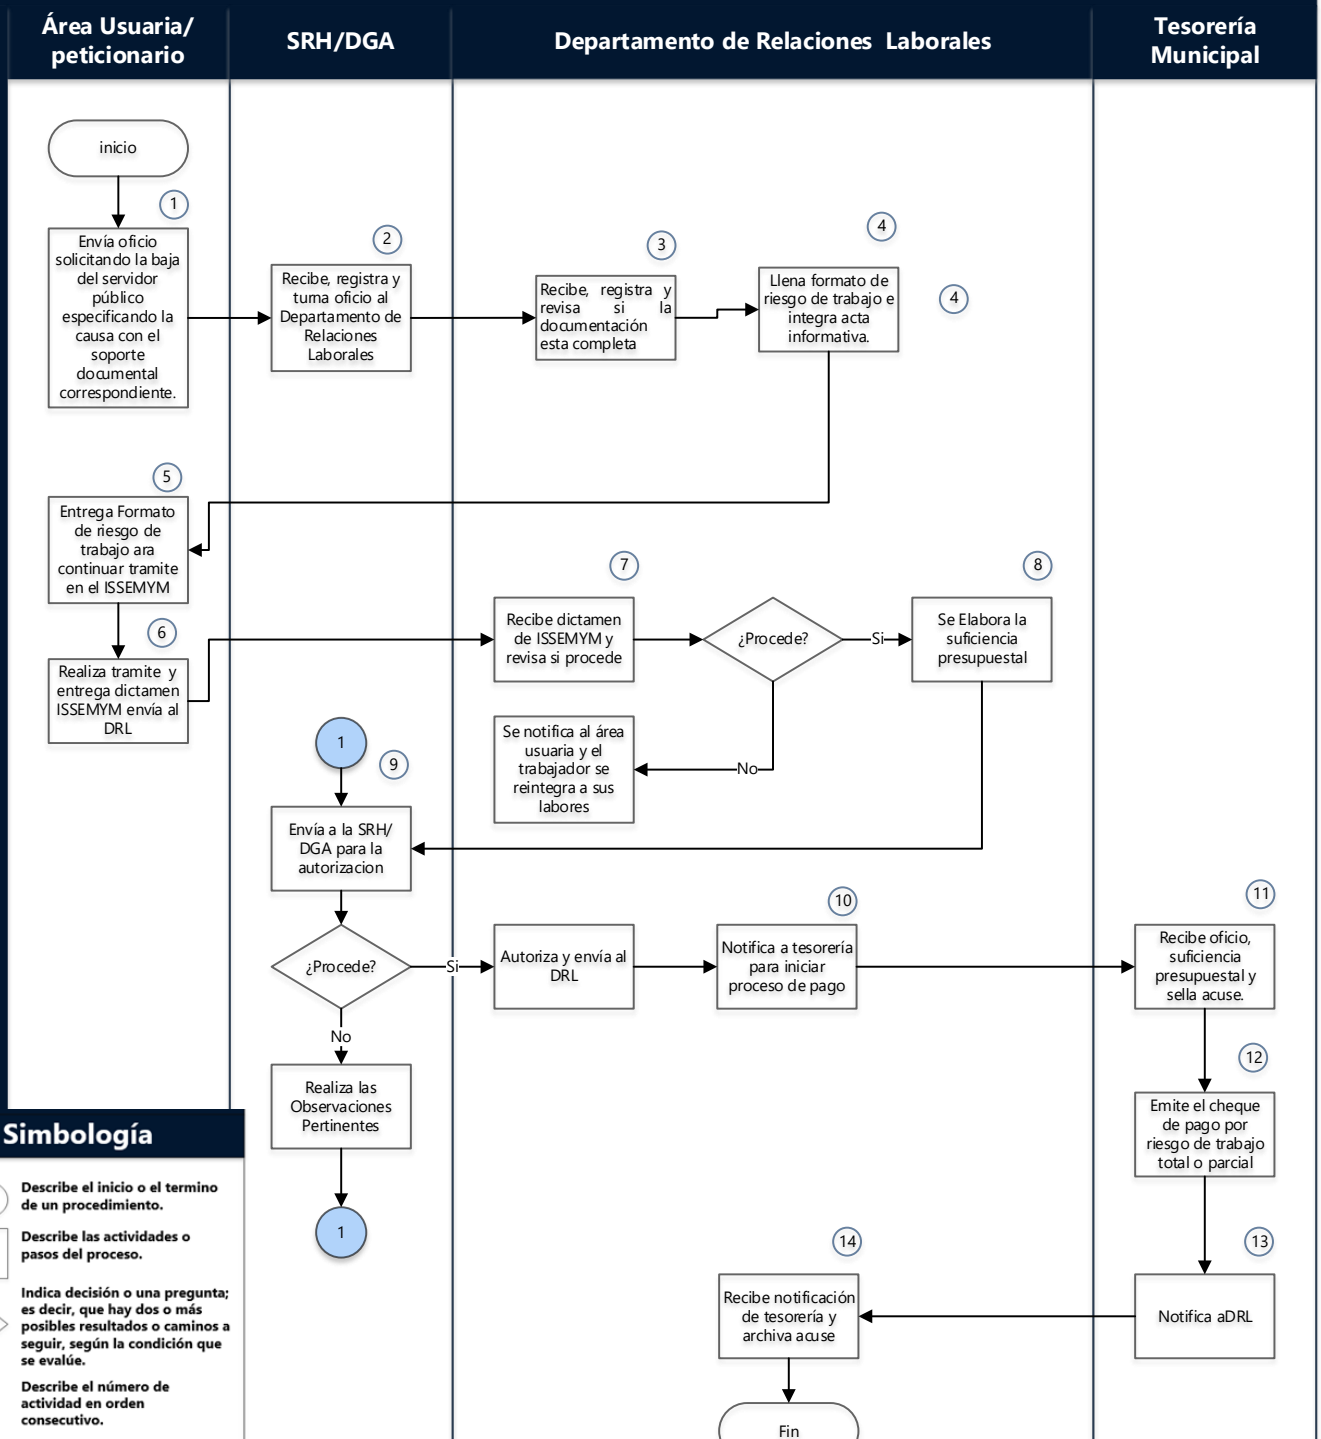 Área Usuaria/
peticionario
SRH/DGA
Departamento de Relaciones Laborales
Tesorería
Municipal
inicio
1
Envía oficio
solicitando la baja
del servidor
público
especificando la
causa con el
soporte
documental
correspondiente.
2
Recibe, registra y
turna oficio al
Departamento de
Relaciones
Laborales
3
Recibe, registra y
revisa si la
documentación
esta completa
4
Llena formato de
riesgo de trabajo e
integra acta
informativa.
4
5
Entrega Formato
de riesgo de
trabajo ara
continuar tramite
en el ISSEMYM
6
Realiza tramite y
entrega dictamen
ISSEMYM envía al
DRL
7
Recibe dictamen
de ISSEMYM y
revisa si procede
¿Procede?
Si
8
Se Elabora la
suficiencia
presupuestal
No
Se notifica al área
usuaria y el
trabajador se
reintegra a sus
labores
1
9
Envía a la SRH/
DGA para la
autorizacion
¿Procede?
Si
Autoriza y envía al
DRL
10
Notifica a tesorería
para iniciar
proceso de pago
11
Recibe oficio,
suficiencia
presupuestal y
sella acuse.
No
Realiza las
Observaciones
Pertinentes
1
12
Emite el cheque
de pago por
riesgo de trabajo
total o parcial
13
Notifica aDRL
14
Recibe notificación
de tesorería y
archiva acuse
Fin
Simbología
Describe el inicio o el termino
de un procedimiento.
Describe las actividades o
pasos del proceso.
Indica decisión o una pregunta;
es decir, que hay dos o más
posibles resultados o caminos a
seguir, según la condición que
se evalúe.
Describe el número de
actividad en orden
consecutivo.